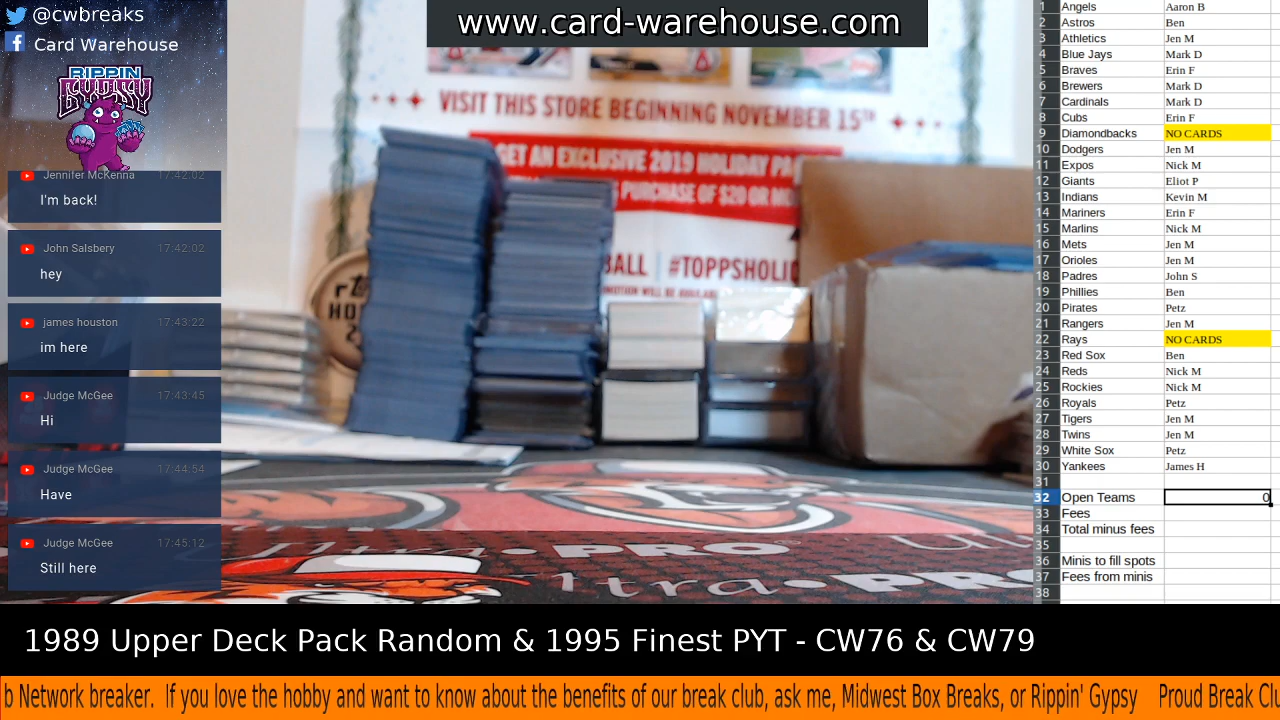 @cwbreaks
Card Warehouse
RIPPIN
GYPSY
Jennifer McKenna 17:42:02
I'm back!
John Salsbery 17:42:02
hey
james houston 17:43:22
im here
Judge McGee 17:43:45
Hi
Judge McGee 17:44:54
Have
Judge McGee 17:45:12
Still here
www.card-warehouse.com
VISIT THIS STORE BEGINNING NOVEMBER 15TH
GET AN EXCLUSIVE 2019 HOLIDAY
PURCHASE OF $20 OR
#TOPPSHOLI
PRO
tra•PRO
1 Angels Aaron B
2 Astros Ben
3 Athletics Jen M
4 Blue Jays Mark D
5 Braves Erin F
6 Brewers Mark D
7 Cardinals Mark D
8 Cubs Erin F
9 Diamondbacks NO CARDS
10 Dodgers Jen M
11 Expos Nick M
12 Giants Eliot P
13 Indians Kevin M
14 Mariners Erin F
15 Marlins Nick M
16 Mets Jen M
17 Orioles Jen M
18 Padres John S
19 Phillies Ben
20 Pirates Petz
21 Rangers Jen M
22 Rays NO CARDS
23 Red Sox Ben
24 Reds Nick M
25 Rockies Nick M
26 Royals Petz
27 Tigers Jen M
28 Twins Jen M
29 White Sox Petz
30 Yankees James H
31
32 Open Teams 0
33 Fees
34 Total minus fees
35
36 Minis to fill spots
37 Fees from minis
38
1989 Upper Deck Pack Random & 1995 Finest PYT - CW76 & CW79
b Network breaker. If you love the hobby and want to know about the benefits of our break club, ask me, Midwest Box Breaks, or Rippin' Gypsy Proud Break Clu